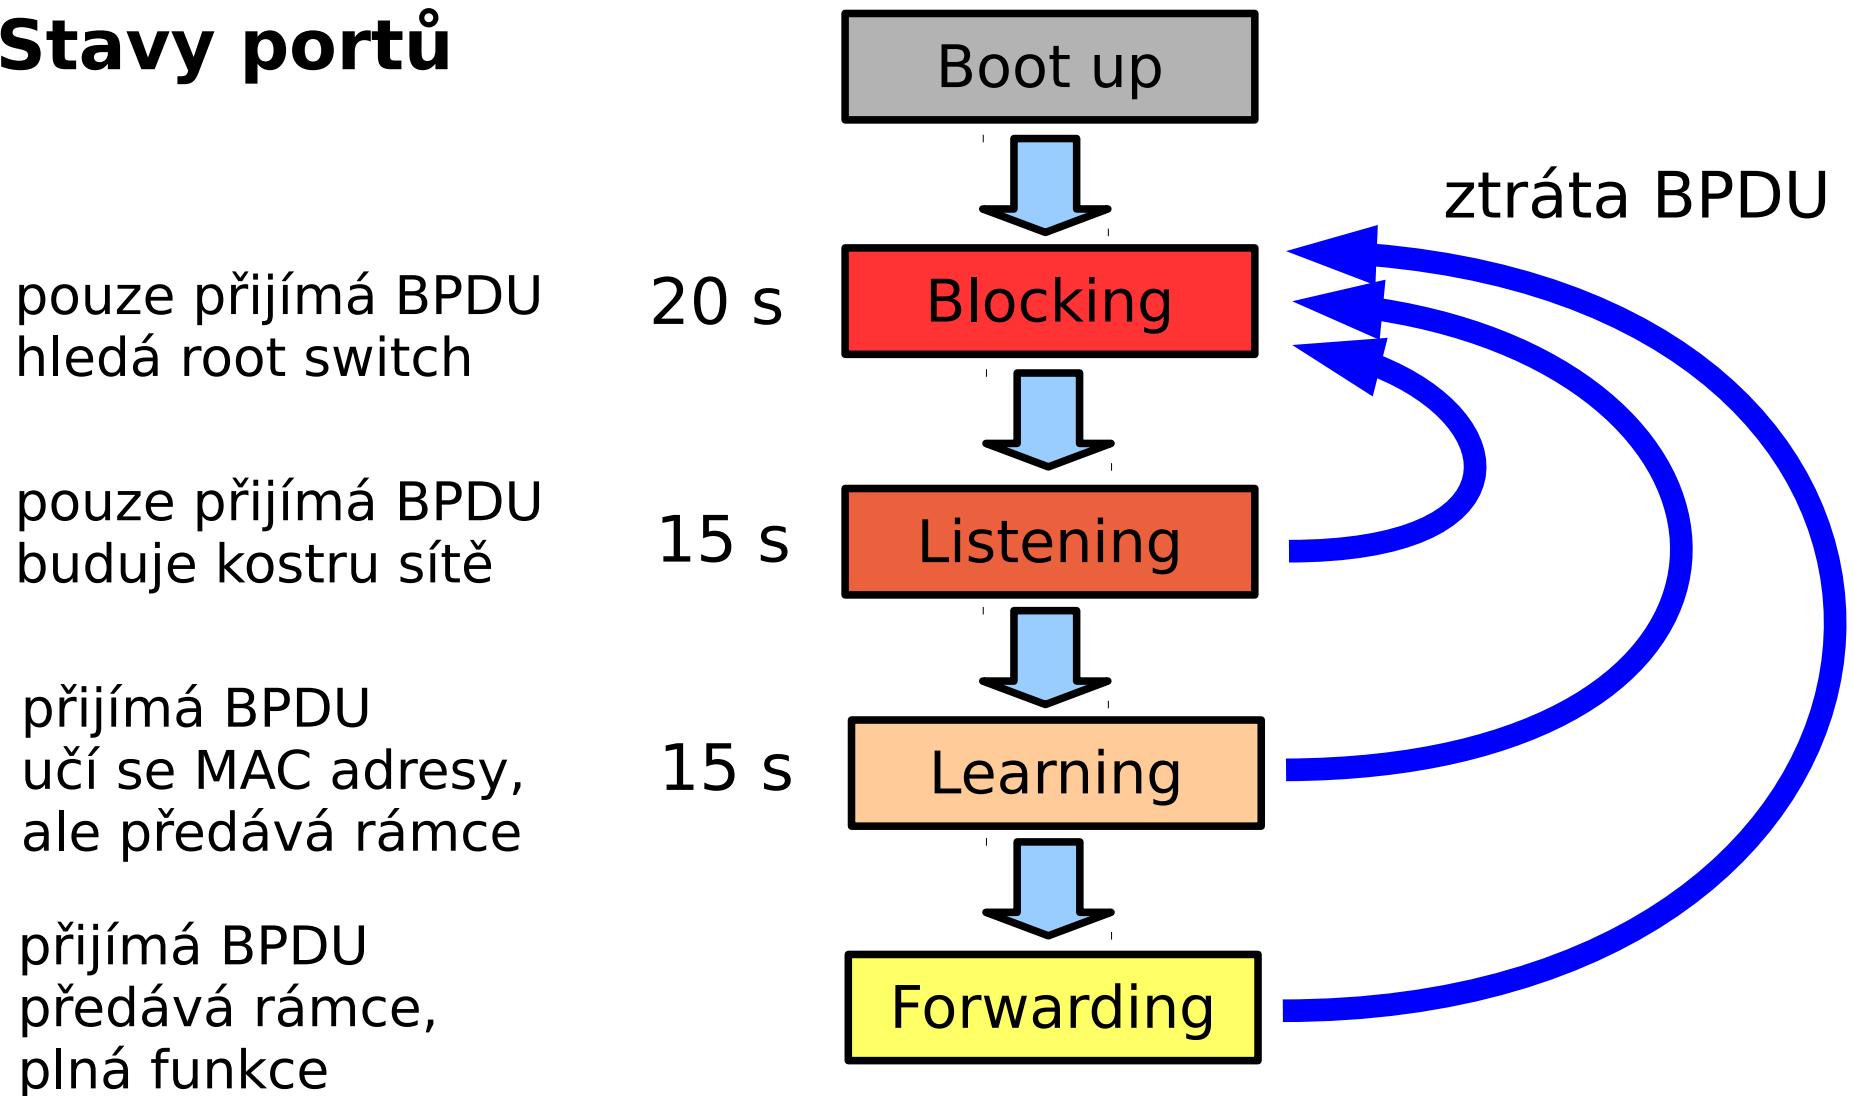 Stavy portů
Boot up
ztráta BPDU
pouze přijímá BPDU
hledá root switch
20 s
Blocking
pouze přijímá BPDU
buduje kostru sítě
15 s
Listening
přijímá BPDU
učí se MAC adresy,
ale předává rámce
15 s
Learning
přijímá BPDU
předává rámce,
plná funkce
Forwarding